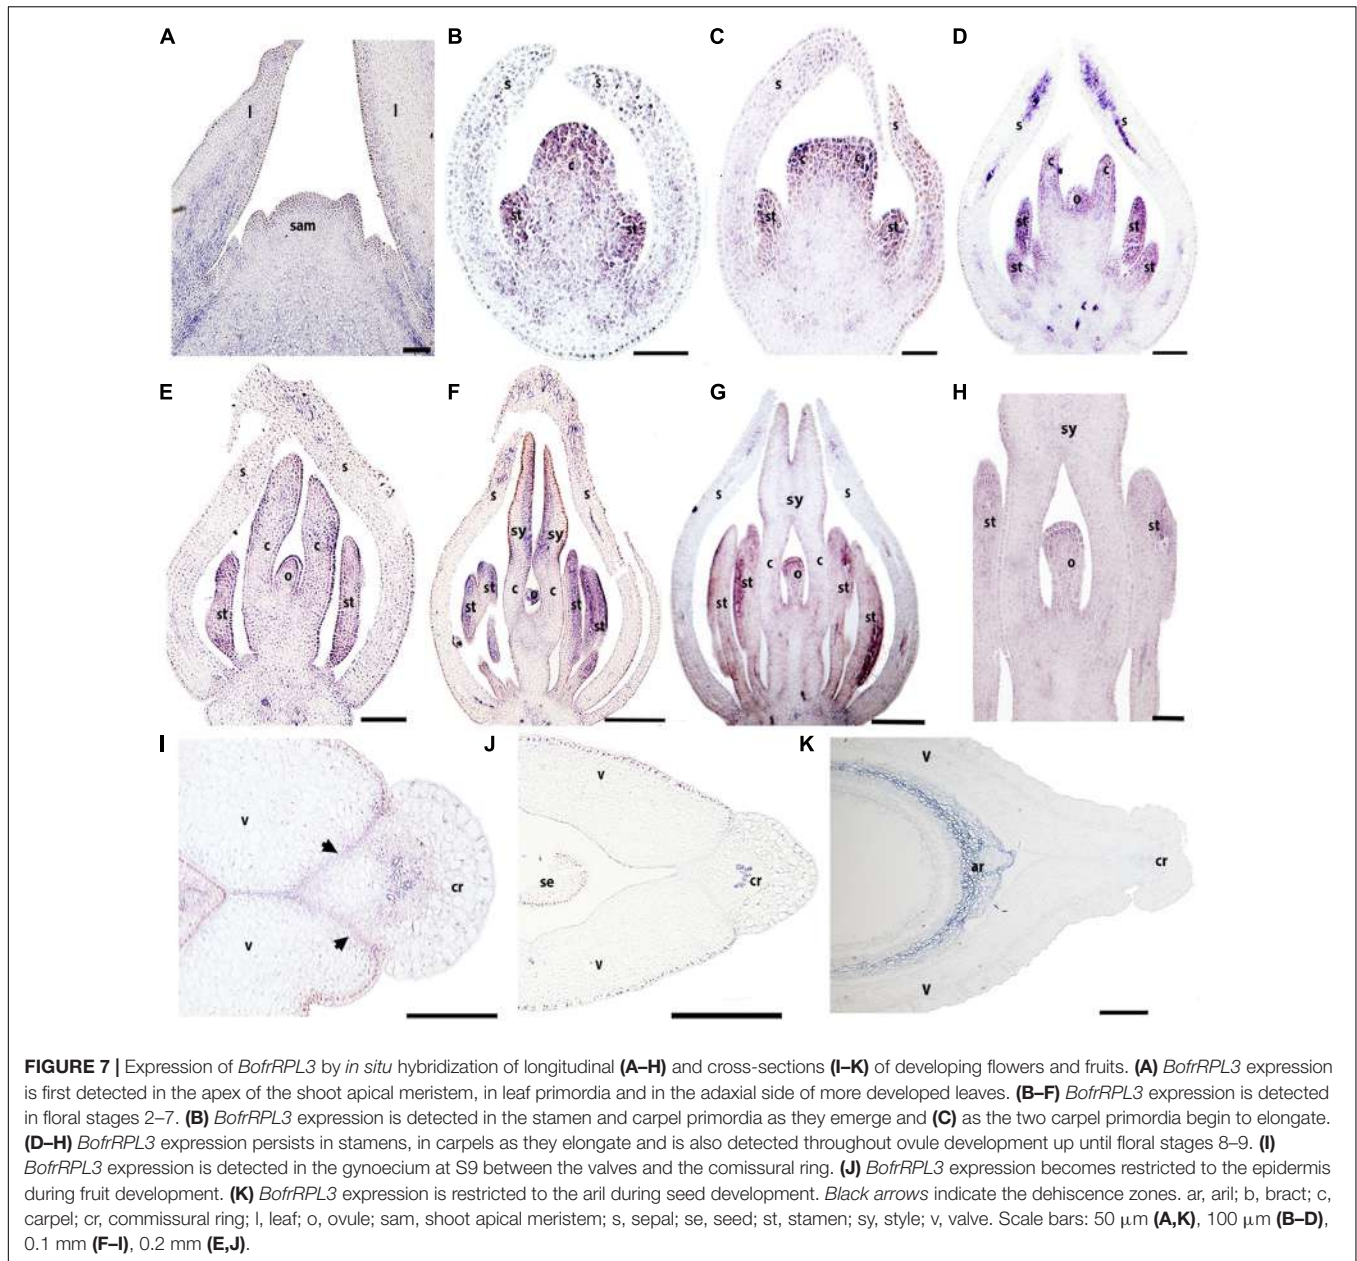 A
B
C
D
l
l
sam
s
s
c
st
st
s
s
c
c
st
st
s
s
c
c
o
st
st
st
st
E
F
G
H
s
s
c
c
o
st
st
s
s
sy
sy
st
st
o
c
c
st
st
sy
s
s
c
c
o
st
st
st
st
sy
st
st
o
I
J
K
v
v
cr
v
v
se
cr
v
v
ar
cr
FIGURE 7 | Expression of BofrRPL3 by in situ hybridization of longitudinal (A–H) and cross-sections (I–K) of developing flowers and fruits. (A) BofrRPL3 expression
is first detected in the apex of the shoot apical meristem, in leaf primordia and in the adaxial side of more developed leaves. (B–F) BofrRPL3 expression is detected
in floral stages 2–7. (B) BofrRPL3 expression is detected in the stamen and carpel primordia as they emerge and (C) as the two carpel primordia begin to elongate.
(D–H) BofrRPL3 expression persists in stamens, in carpels as they elongate and is also detected throughout ovule development up until floral stages 8–9. (I)
BofrRPL3 expression is detected in the gynoecium at S9 between the valves and the comissural ring. (J) BofrRPL3 expression becomes restricted to the epidermis
during fruit development. (K) BofrRPL3 expression is restricted to the aril during seed development. Black arrows indicate the dehiscence zones. ar, aril; b, bract; c,
carpel; cr, commissural ring; l, leaf; o, ovule; sam, shoot apical meristem; s, sepal; se, seed; st, stamen; sy, style; v, valve. Scale bars: 50 μm (A,K), 100 μm (B–D),
0.1 mm (F–I), 0.2 mm (E,J).